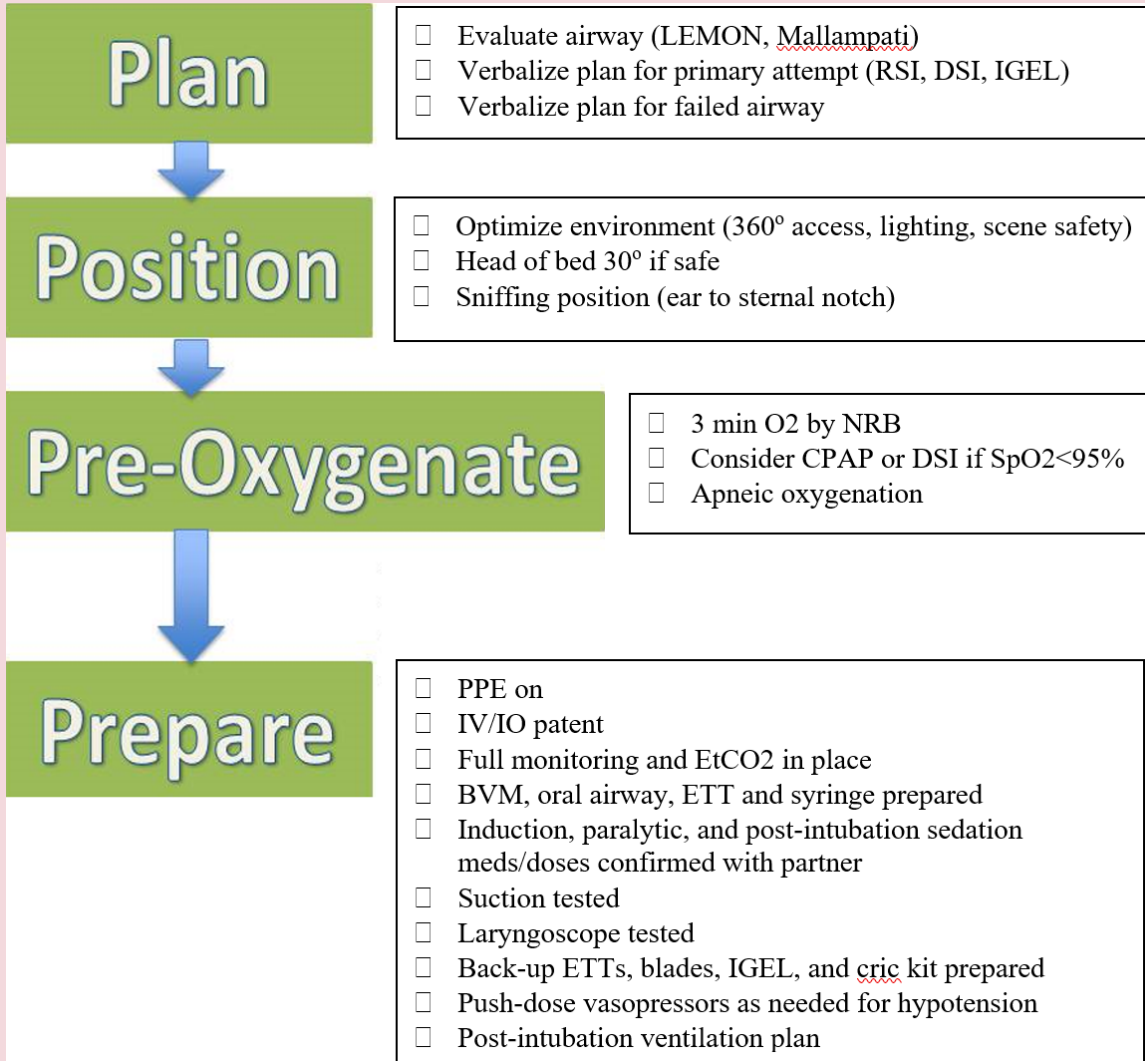 Plan
☐ Evaluate airway (LEMON, Mallampati)
☐ Verbalize plan for primary attempt (RSI, DSI, IGEL)
☐ Verbalize plan for failed airway
Position
☐ Optimize environment (360º access, lighting, scene safety)
☐ Head of bed 30º if safe
☐ Sniffing position (ear to sternal notch)
Pre-Oxygenate
☐ 3 min O2 by NRB
☐ Consider CPAP or DSI if SpO2<95%
☐ Apneic oxygenation
Prepare
☐ PPE on
☐ IV/IO patent
☐ Full monitoring and EtCO2 in place
☐ BVM, oral airway, ETT and syringe prepared
☐ Induction, paralytic, and post-intubation sedation
meds/doses confirmed with partner
☐ Suction tested
☐ Laryngoscope tested
☐ Back-up ETTs, blades, IGEL, and cric kit prepared
☐ Push-dose vasopressors as needed for hypotension
☐ Post-intubation ventilation plan